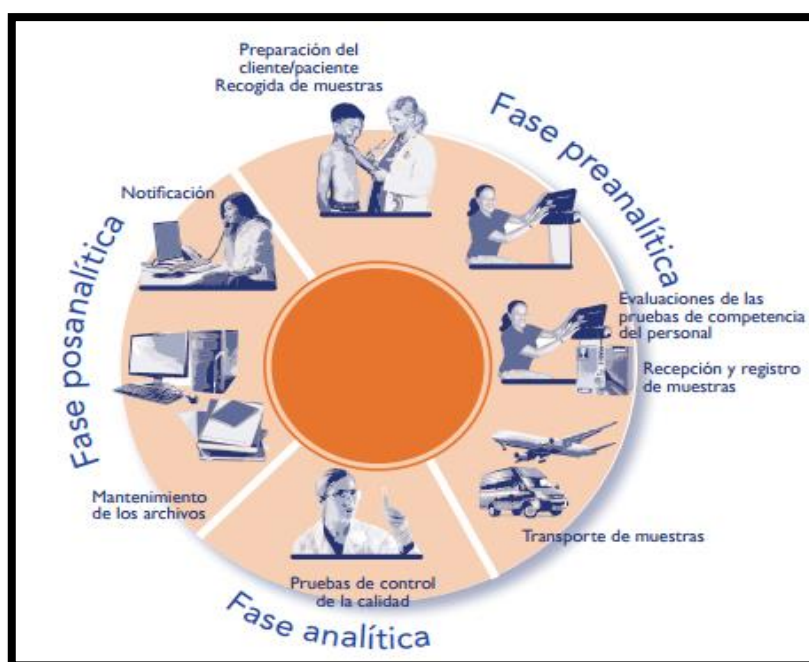 Preparación del
cliente/paciente
Recogida de muestras
Fase preanalítica
Evaluaciones de las
pruebas de competencia
del personal
Recepción y registro
de muestras
Transporte de muestras
Pruebas de control
de la calidad
Fase analítica
Mantenimiento
de los archivos
Fase posanalítica
Notificación